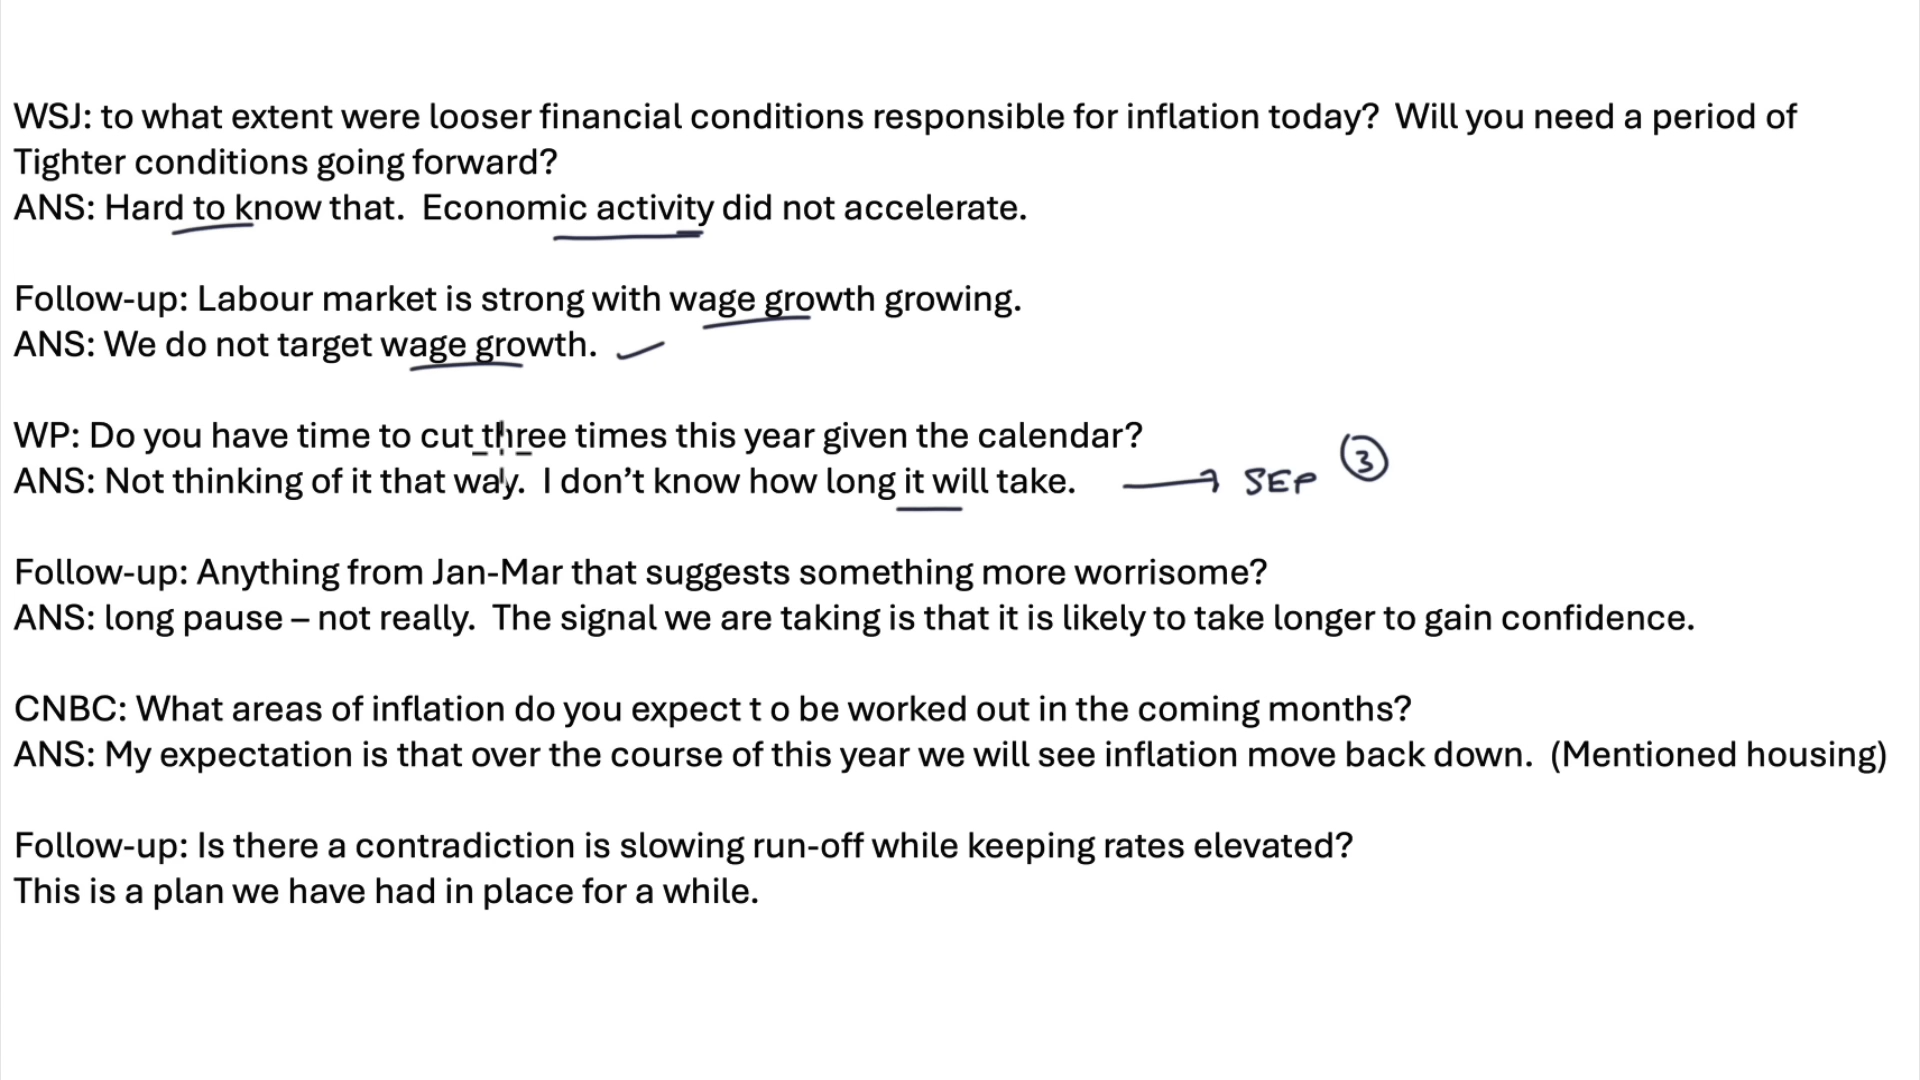 WSJ: to what extent were looser financial conditions responsible for inflation today?  Will you need a period of
Tighter conditions going forward?
ANS: Hard to know that.  Economic activity did not accelerate.
Follow-up: Labour market is strong with wage growth growing.
ANS: We do not target wage growth.
WP: Do you have time to cut three times this year given the calendar?
ANS: Not thinking of it that way.  I don't know how long it will take. → SEP 3
Follow-up: Anything from Jan-Mar that suggests something more worrisome?
ANS: long pause – not really.  The signal we are taking is that it is likely to take longer to gain confidence.
CNBC: What areas of inflation do you expect t o be worked out in the coming months?
ANS: My expectation is that over the course of this year we will see inflation move back down.  (Mentioned housing)
Follow-up: Is there a contradiction is slowing run-off while keeping rates elevated?
This is a plan we have had in place for a while.